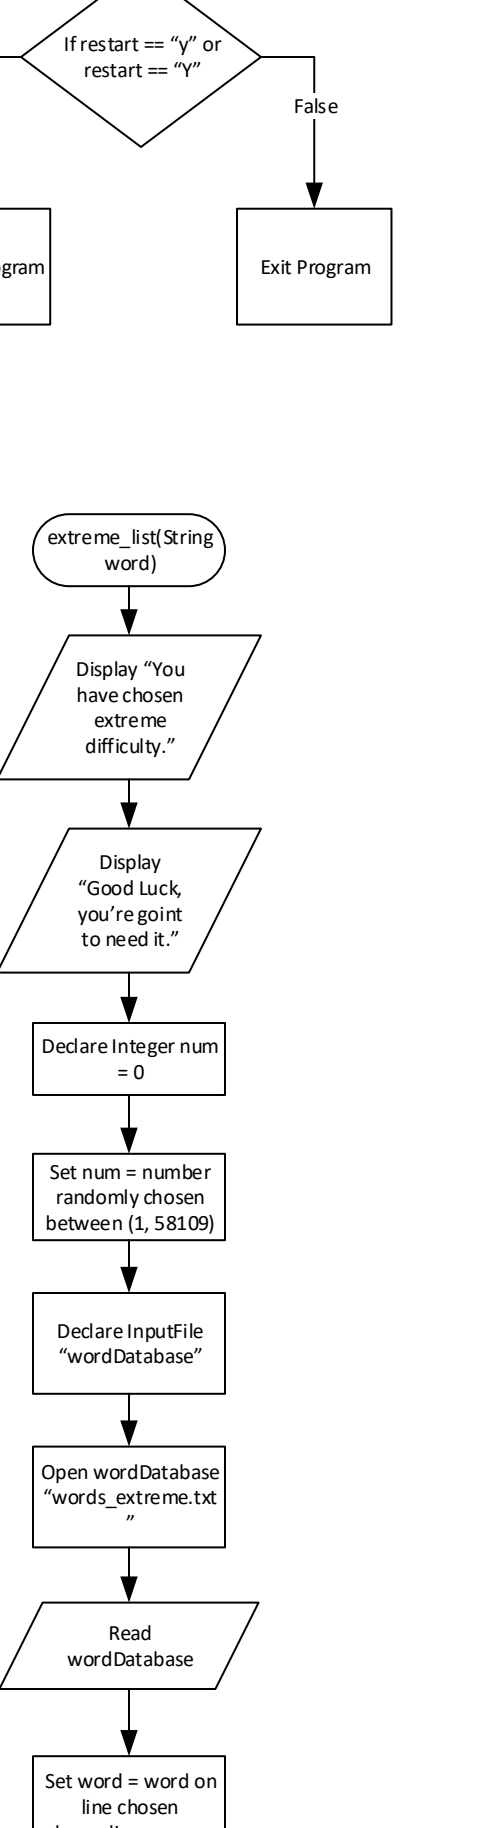 If restart == “y” or
restart == “Y”
False
Exit Program
extreme_list(String
word)
Display “You
have chosen
extreme
difficulty.”
Display
“Good Luck,
you’re goint
to need it.”
Declare Integer num
= 0
Set num = number
randomly chosen
between (1, 58109)
Declare InputFile
“wordDatabase”
Open wordDatabase
“words_extreme.txt
”
Read
wordDatabase
Set word = word on
line chosen